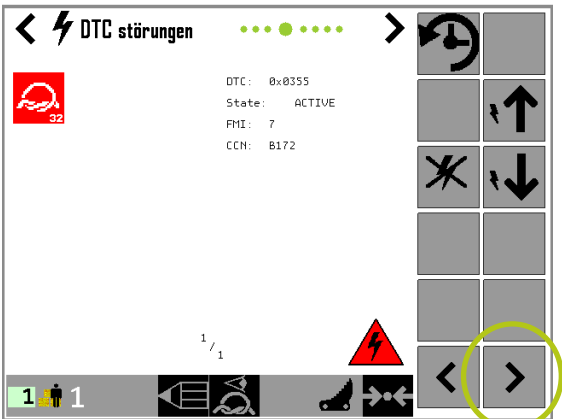 DTC störungen
32
DTC: 0x0355
State: ACTIVE
FMI: 7
CCN: B172
1/1
1 1